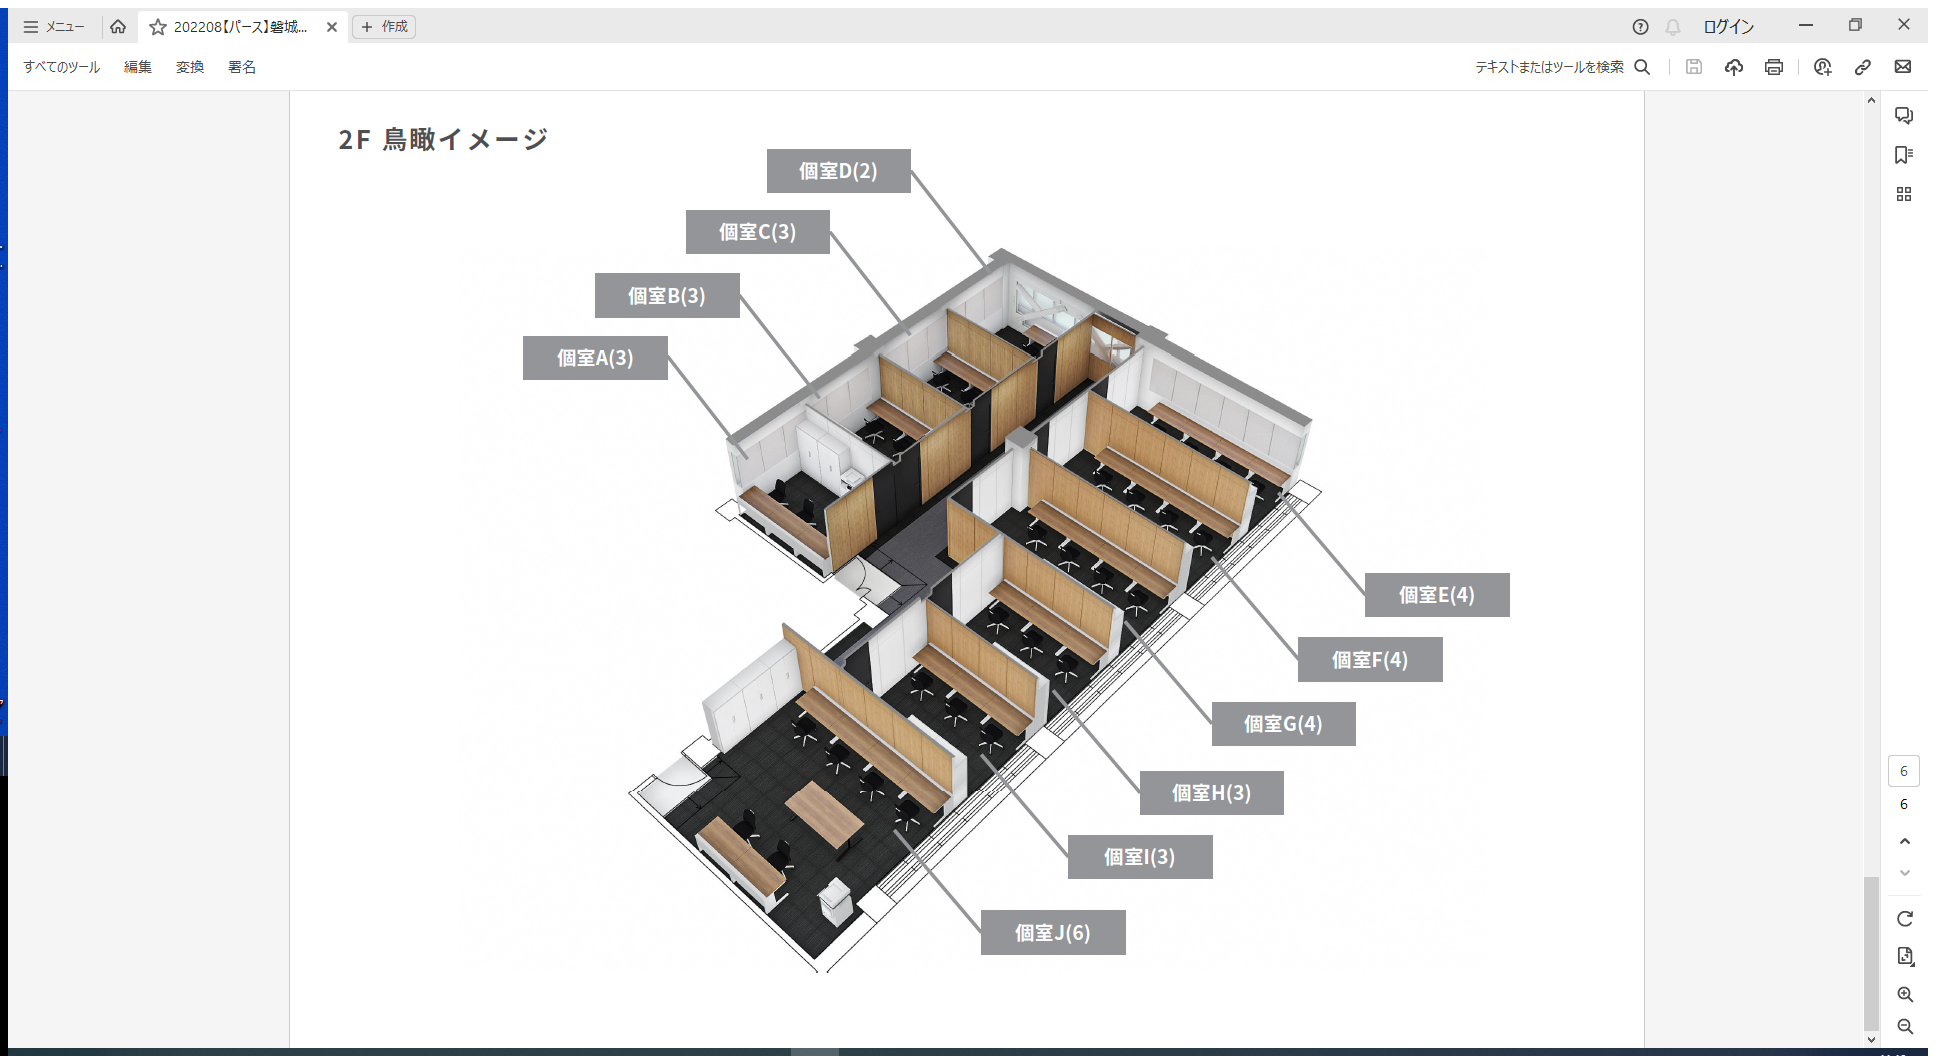 メニュー
202208【パース】磐城...
作成
ログイン
すべてのツール
編集
変換
署名
テキストまたはツールを検索
2F 鳥瞰イメージ
個室D(2)
個室C(3)
個室B(3)
個室A(3)
個室E(4)
個室F(4)
個室G(4)
個室H(3)
個室I(3)
個室J(6)
6
6